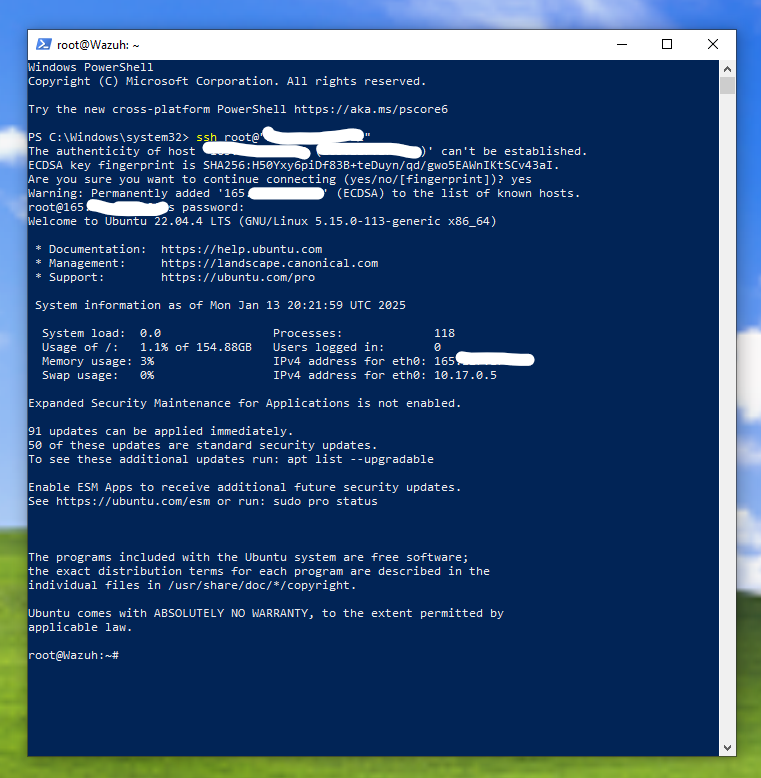 root@Wazuh: ~
Windows PowerShell
Copyright (C) Microsoft Corporation. All rights reserved.
Try the new cross-platform PowerShell https://aka.ms/pscore6
PS C:\Windows\system32> ssh root@" "
The authenticity of host ' ( )' can't be established.
ECDSA key fingerprint is SHA256:H50Yxy6piDf83B+teDuyn/qd/gwo5EAWnIKtSCv43aI.
Are you sure you want to continue connecting (yes/no/[fingerprint])? yes
Warning: Permanently added '165. ' (ECDSA) to the list of known hosts.
root@165. s password:
Welcome to Ubuntu 22.04.4 LTS (GNU/Linux 5.15.0-113-generic x86_64)
* Documentation: https://help.ubuntu.com
* Management: https://landscape.canonical.com
* Support: https://ubuntu.com/pro
System information as of Mon Jan 13 20:21:59 UTC 2025
System load: 0.0 Processes: 118
Usage of /: 1.1% of 154.88GB Users logged in: 0
Memory usage: 3% IPv4 address for eth0: 165.
Swap usage: 0% IPv4 address for eth0: 10.17.0.5
Expanded Security Maintenance for Applications is not enabled.
91 updates can be applied immediately.
50 of these updates are standard security updates.
To see these additional updates run: apt list --upgradable
Enable ESM Apps to receive additional future security updates.
See https://ubuntu.com/esm or run: sudo pro status
The programs included with the Ubuntu system are free software;
the exact distribution terms for each program are described in the
individual files in /usr/share/doc/*/copyright.
Ubuntu comes with ABSOLUTELY NO WARRANTY, to the extent permitted by
applicable law.
root@Wazuh:~#